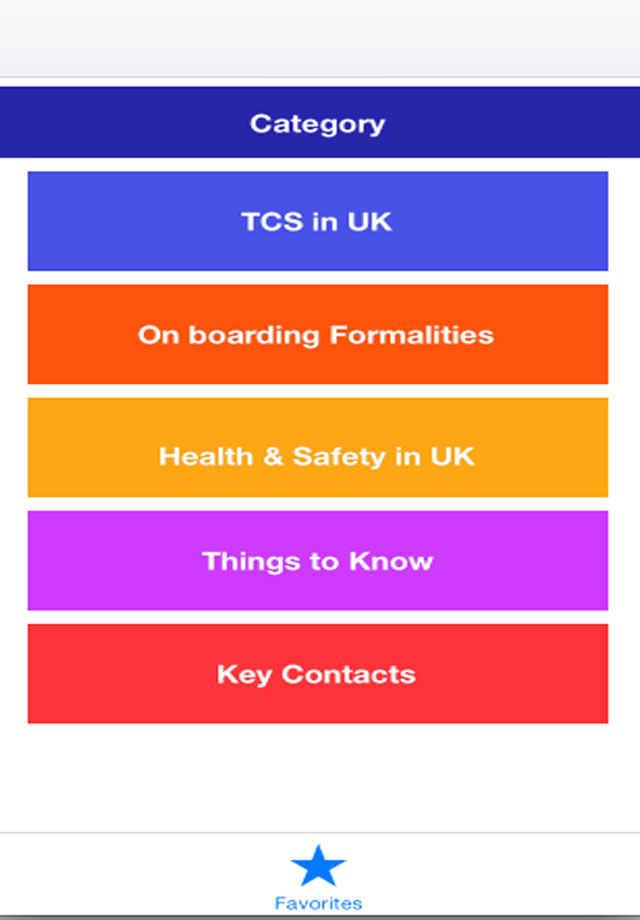 Category
TCS in UK
On boarding Formalities
Health & Safety in UK
Things to Know
Key Contacts
Favorites